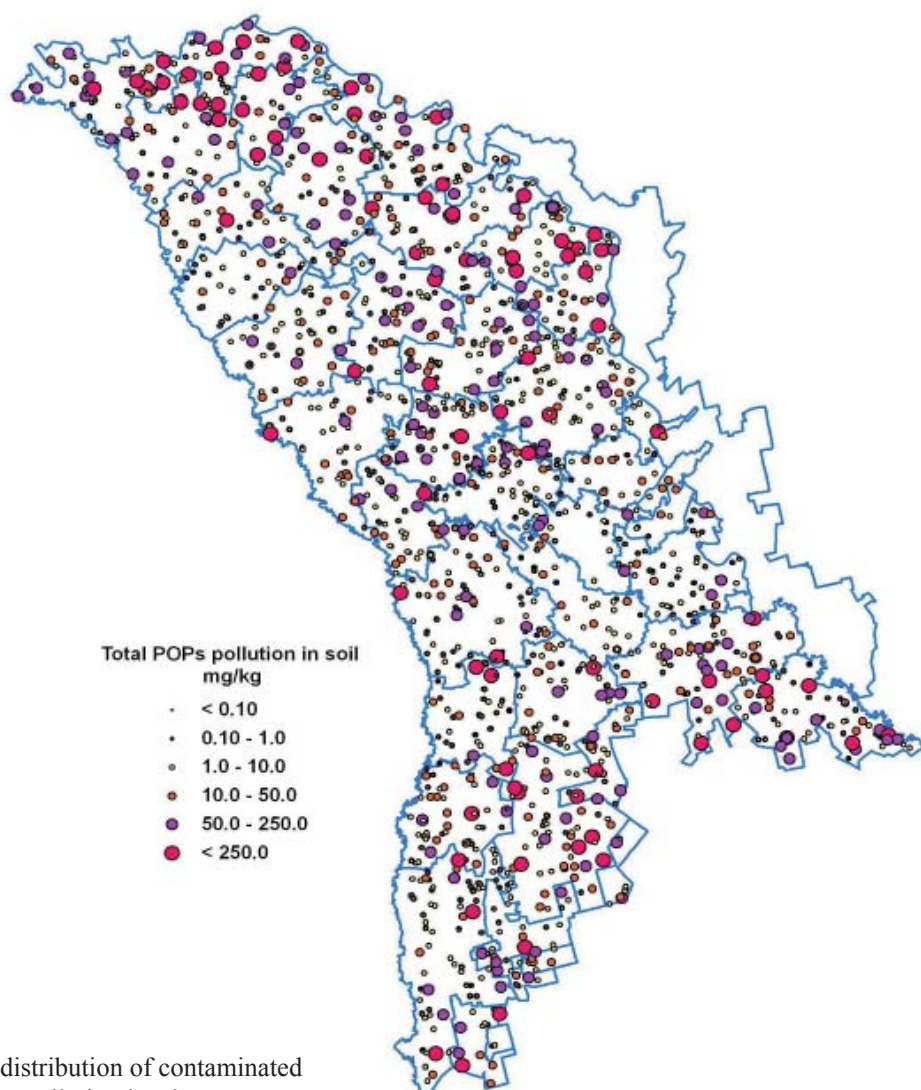 Total POPs pollution in soil
mg/kg
< 0.10
0.10 - 1.0
1.0 - 10.0
10.0 - 50.0
50.0 - 250.0
< 250.0
distribution of contaminated